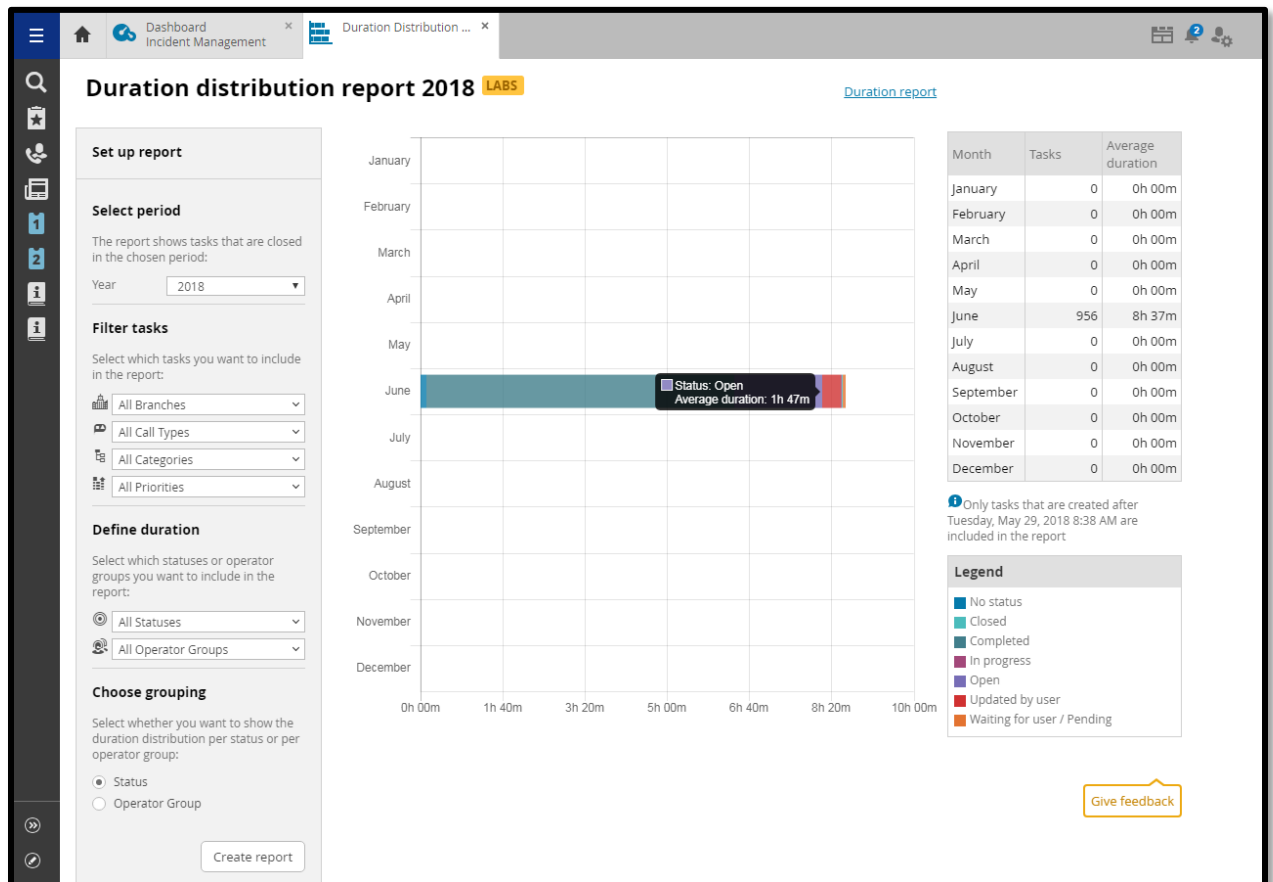 Dashboard
Incident Management
×
Duration Distribution ...
×
2
Duration distribution report 2018 LABS
Duration report
1
2
Set up report
Select period
The report shows tasks that are closed
in the chosen period:
Year 2018
Filter tasks
Select which tasks you want to include
in the report:
All Branches
All Call Types
All Categories
All Priorities
Define duration
Select which statuses or operator
groups you want to include in the
report:
All Statuses
All Operator Groups
Choose grouping
Select whether you want to show the
duration distribution per status or per
operator group:
Status
Operator Group
Create report
January
February
March
April
May
June
July
August
September
October
November
December
Status: Open
Average duration: 1h 47m
0h 00m 1h 40m 3h 20m 5h 00m 6h 40m 8h 20m 10h 00m
Month Tasks Average
duration
January 0 0h 00m
February 0 0h 00m
March 0 0h 00m
April 0 0h 00m
May 0 0h 00m
June 956 8h 37m
July 0 0h 00m
August 0 0h 00m
September 0 0h 00m
October 0 0h 00m
November 0 0h 00m
December 0 0h 00m
Only tasks that are created after
Tuesday, May 29, 2018 8:38 AM are
included in the report
Legend
No status
Closed
Completed
In progress
Open
Updated by user
Waiting for user / Pending
Give feedback